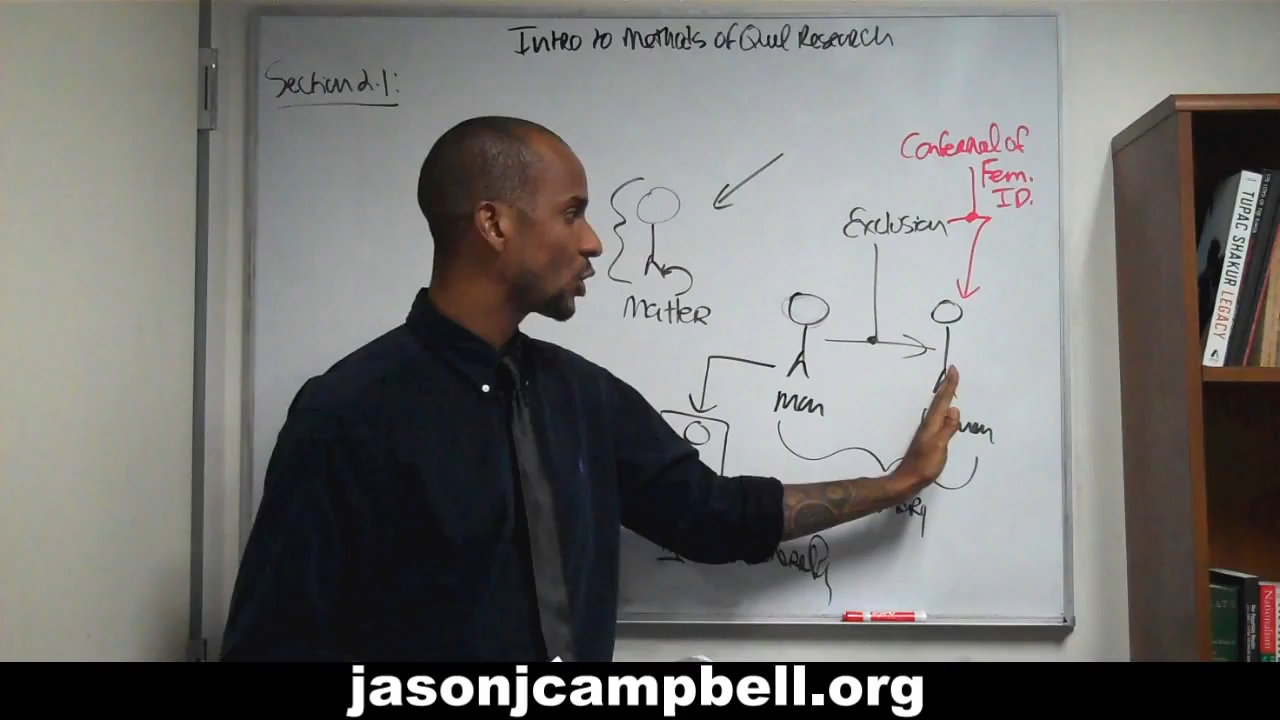 Intro to Methods of Qual Research
Section 2.1:
Conferral of
Fem.
ID.
Exclusion
Matter
man
TUPAC SHAKUR LEGACY
Nationalism
jasonjcampbell.org